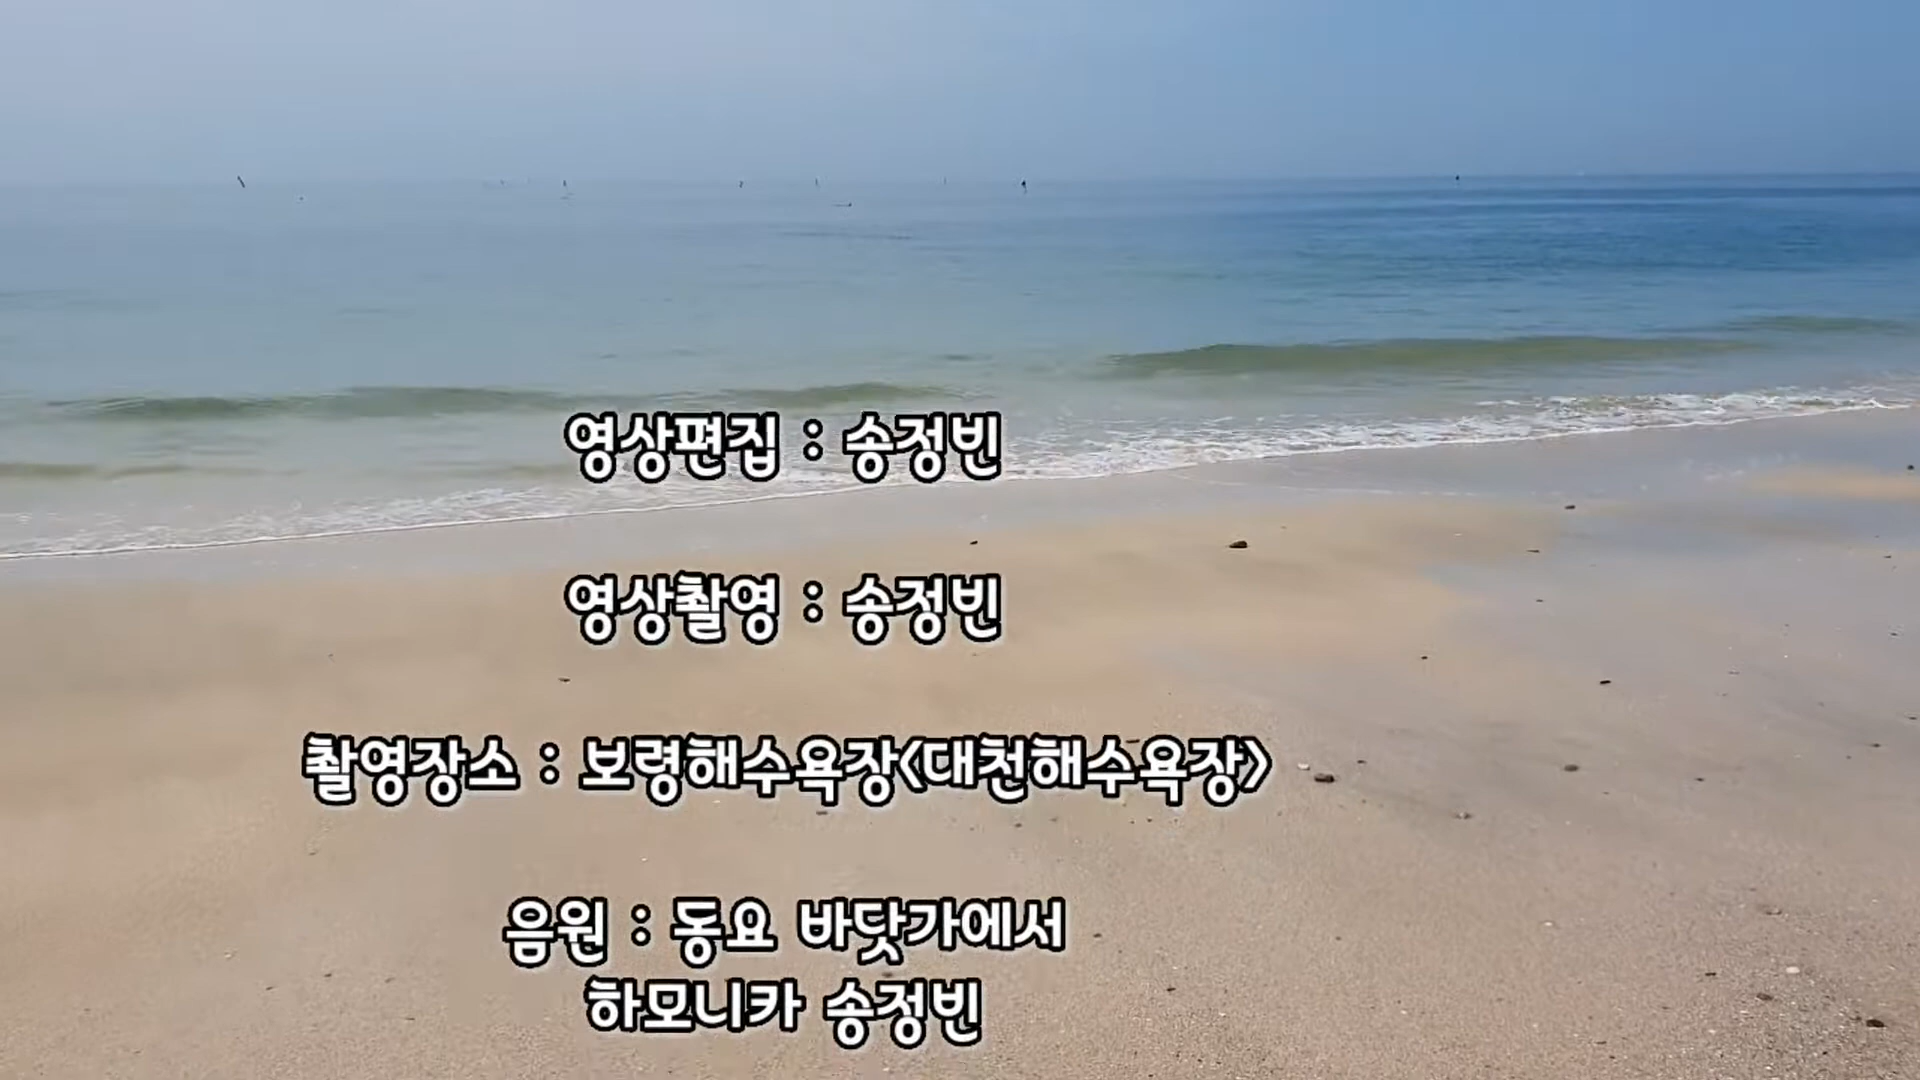 영상편집 : 송정빈
영상촬영 : 송정빈
촬영장소 : 보령해수욕장<대천해수욕장>
음원 : 동요 바닷가에서
하모니카 송정빈